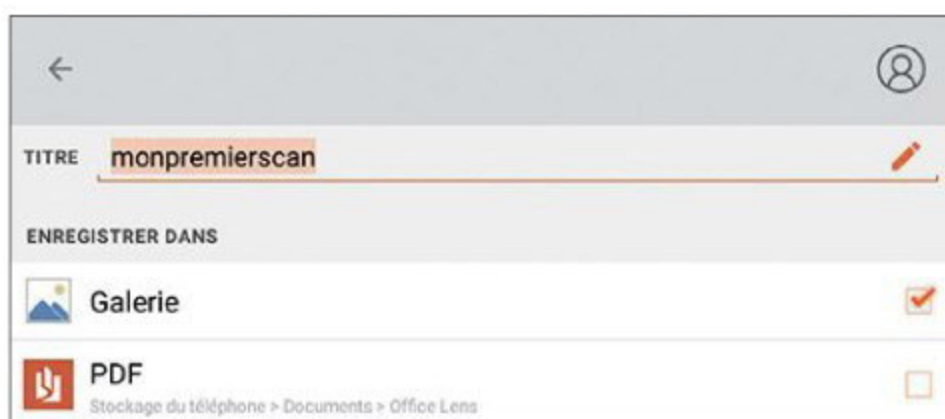 TITRE monpremierscan
ENREGISTRER DANS
Galerie
PDF
Stockage du téléphone > Documents > Office Lens